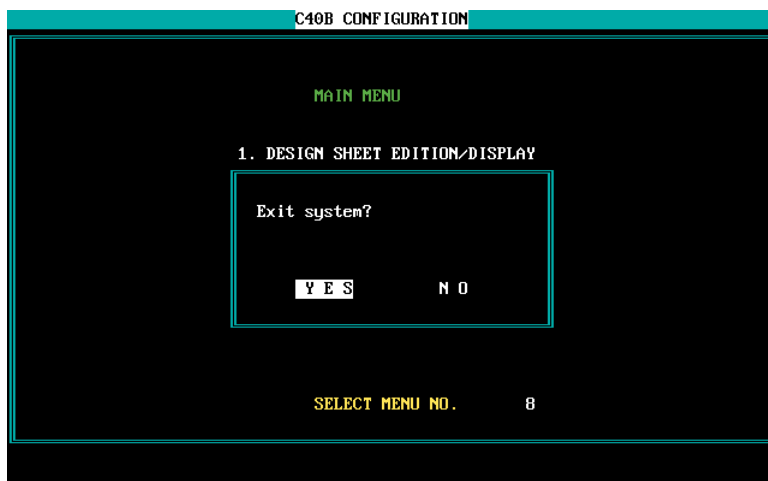 C40B CONFIGURATION
MAIN MENU
1. DESIGN SHEET EDITION/DISPLAY
Exit system?
Y E S N O
SELECT MENU NO. 8